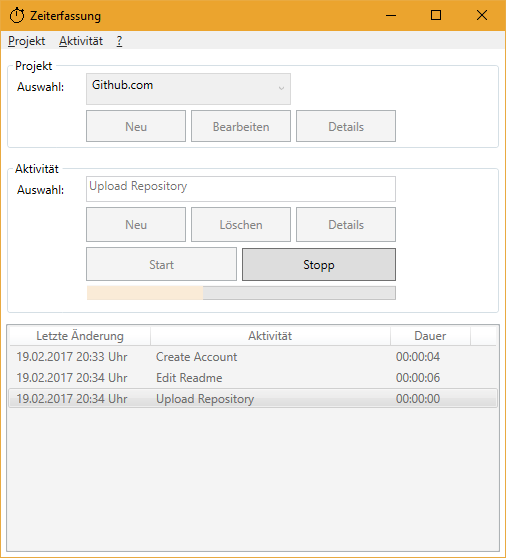 Zeiterfassung
Projekt Aktivität ?
Projekt
Auswahl: Github.com
Neu Bearbeiten Details
Aktivität
Auswahl: Upload Repository
Neu Löschen Details
Start Stopp
Letzte Änderung Aktivität Dauer
19.02.2017 20:33 Uhr Create Account 00:00:04
19.02.2017 20:34 Uhr Edit Readme 00:00:06
19.02.2017 20:34 Uhr Upload Repository 00:00:00